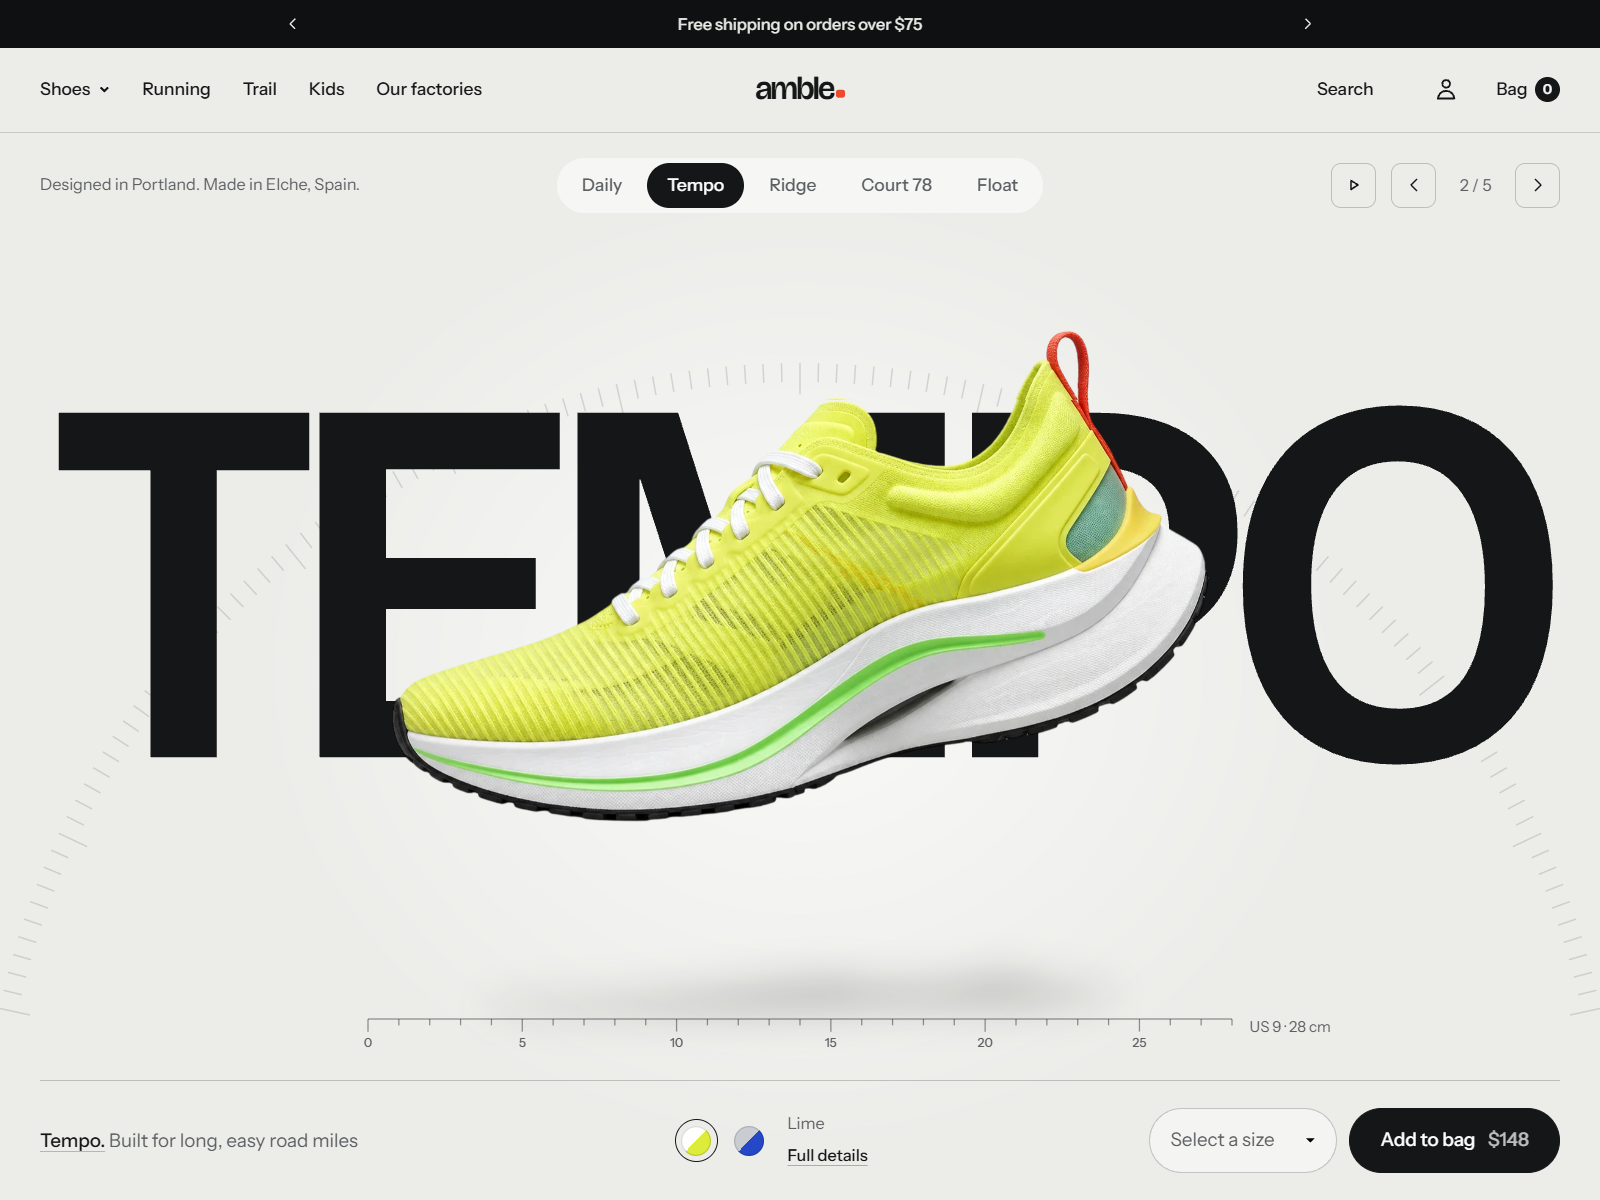 Free shipping on orders over $75
Shoes Running Trail Kids Our factories
amble.
Search Bag 0
Designed in Portland. Made in Elche, Spain.
Daily Tempo Ridge Court 78 Float
2 / 5
TEMPO
0 5 10 15 20 25
US 9 · 28 cm
Tempo. Built for long, easy road miles
Lime
Full details
Select a size
Add to bag $148